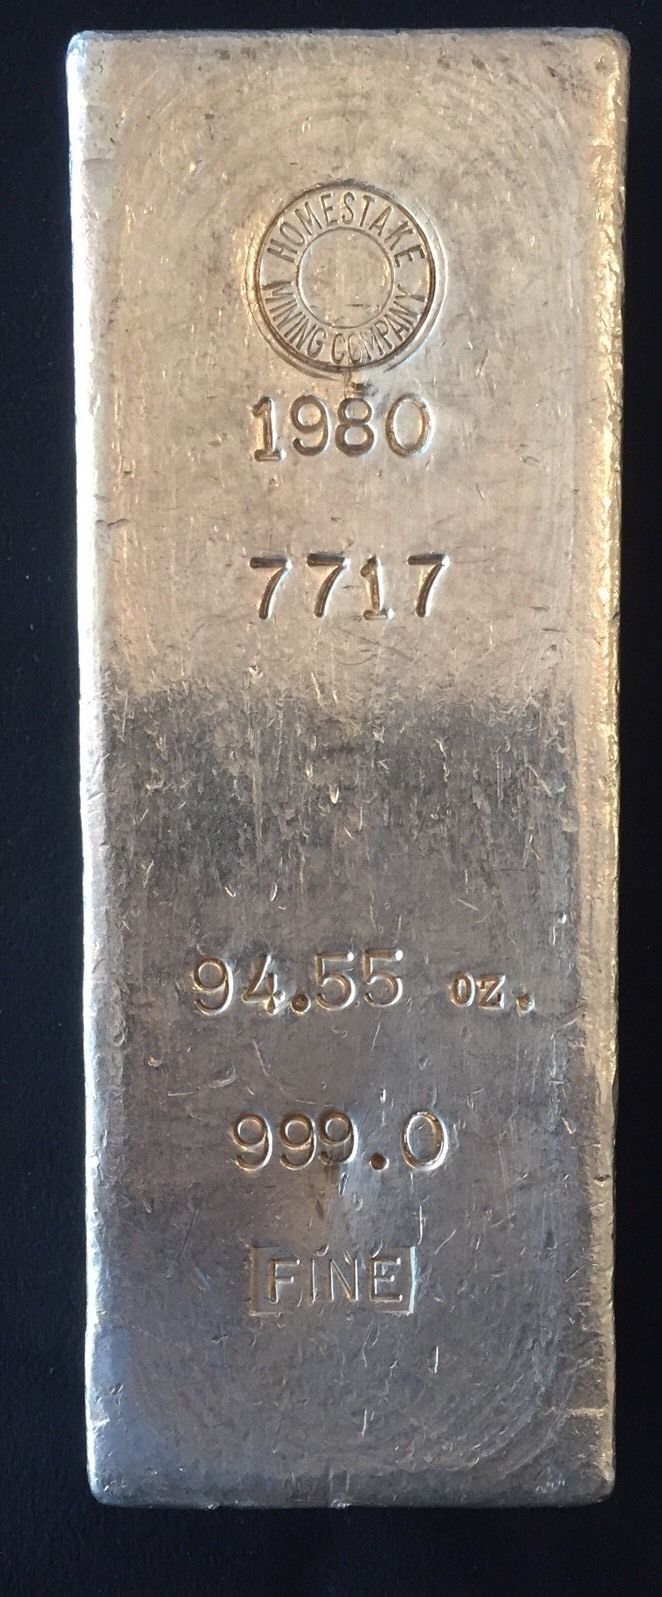 HOMESTAKE
MINING COMPANY
1980
7717
94.55 oz.
999.0
FINE